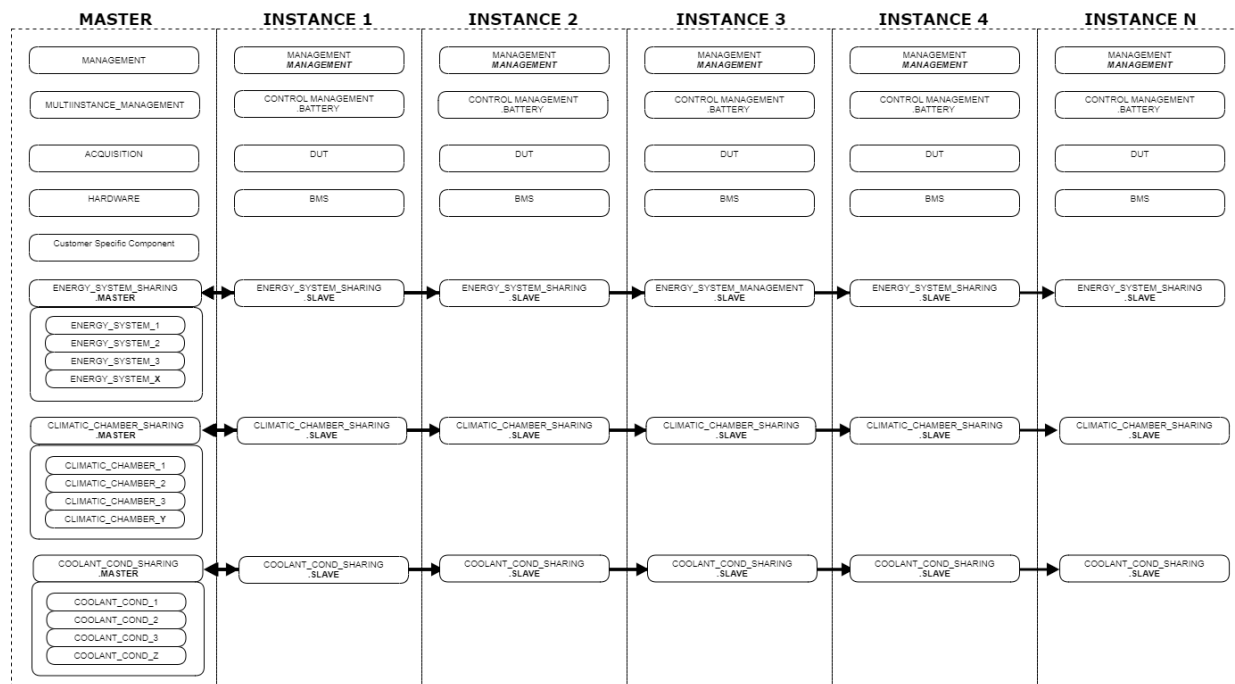 MASTER
INSTANCE 1
INSTANCE 2
INSTANCE 3
INSTANCE 4
INSTANCE N
MANAGEMENT
MANAGEMENT
MANAGEMENT
MANAGEMENT
MANAGEMENT
MANAGEMENT
MANAGEMENT
MANAGEMENT
MANAGEMENT
MANAGEMENT
MANAGEMENT
MULTIINSTANCE_MANAGEMENT
CONTROL MANAGEMENT
.BATTERY
CONTROL MANAGEMENT
.BATTERY
CONTROL MANAGEMENT
.BATTERY
CONTROL MANAGEMENT
.BATTERY
CONTROL MANAGEMENT
.BATTERY
ACQUISITION
DUT
DUT
DUT
DUT
DUT
HARDWARE
BMS
BMS
BMS
BMS
BMS
Customer Specific Component
ENERGY_SYSTEM_SHARING
.MASTER
ENERGY_SYSTEM_SHARING
.SLAVE
ENERGY_SYSTEM_SHARING
.SLAVE
ENERGY_SYSTEM_MANAGEMENT
.SLAVE
ENERGY_SYSTEM_SHARING
.SLAVE
ENERGY_SYSTEM_SHARING
.SLAVE
ENERGY_SYSTEM_1
ENERGY_SYSTEM_2
ENERGY_SYSTEM_3
ENERGY_SYSTEM_X
CLIMATIC_CHAMBER_SHARING
.MASTER
CLIMATIC_CHAMBER_SHARING
.SLAVE
CLIMATIC_CHAMBER_SHARING
.SLAVE
CLIMATIC_CHAMBER_SHARING
.SLAVE
CLIMATIC_CHAMBER_SHARING
.SLAVE
CLIMATIC_CHAMBER_SHARING
.SLAVE
CLIMATIC_CHAMBER_1
CLIMATIC_CHAMBER_2
CLIMATIC_CHAMBER_3
CLIMATIC_CHAMBER_Y
COOLANT_COND_SHARING
.MASTER
COOLANT_COND_SHARING
.SLAVE
COOLANT_COND_SHARING
.SLAVE
COOLANT_COND_SHARING
.SLAVE
COOLANT_COND_SHARING
.SLAVE
COOLANT_COND_SHARING
.SLAVE
COOLANT_COND_1
COOLANT_COND_2
COOLANT_COND_3
COOLANT_COND_Z